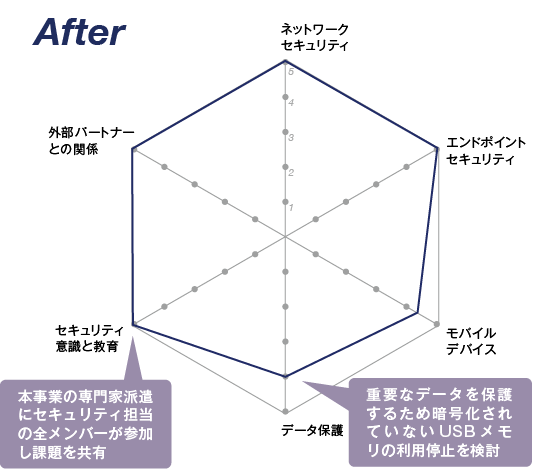 After
ネットワーク
セキュリティ
5
4
3
2
1
外部パートナー
との関係
エンドポイント
セキュリティ
セキュリティ
意識と教育
モバイル
デバイス
データ保護
本事業の専門家派遣
にセキュリティ担当
の全メンバーが参加
し課題を共有
重要なデータを保護
するため暗号化され
ていないUSBメモ
リの利用停止を検討